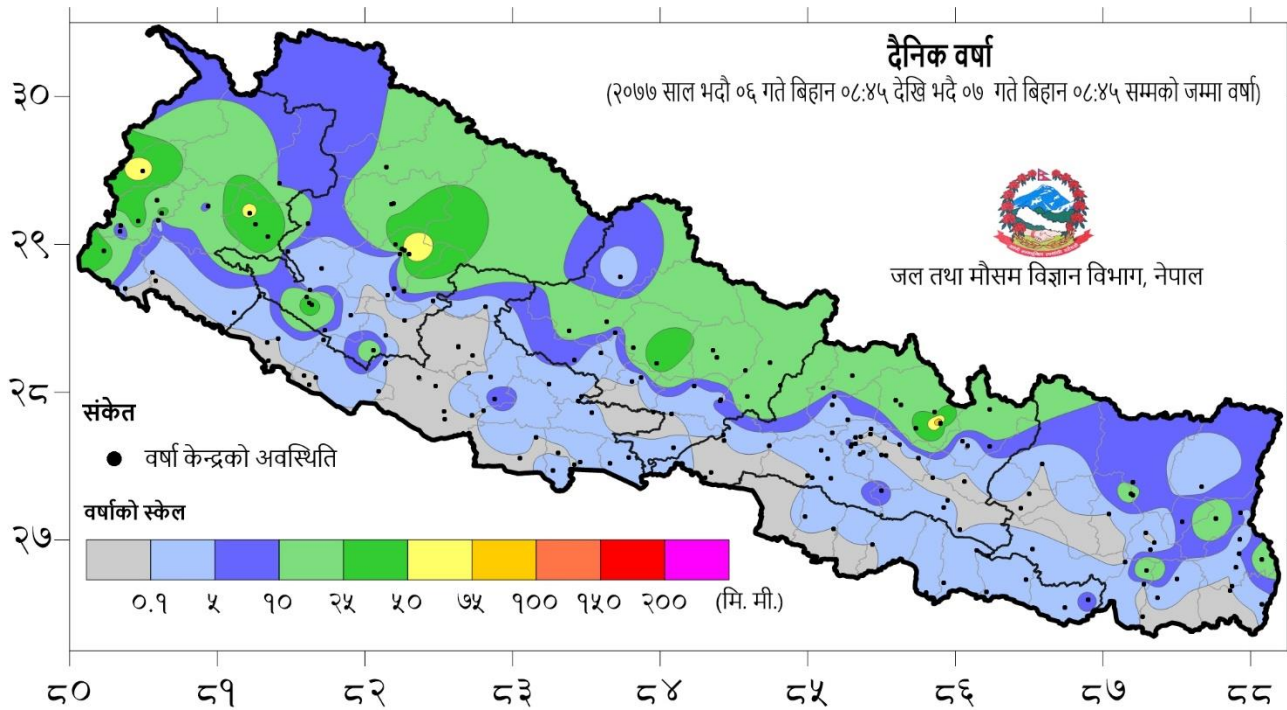 दैनिक वर्षा
(२०७७ साल भदौ ०६ गते बिहान ०८:४५ देखि भदै ०७ गते बिहान ०८:४५ सम्मको जम्मा वर्षा)
३०
जल तथा मौसम विज्ञान विभाग, नेपाल
२९
२८
संकेत
वर्षा केन्द्रको अवस्थिति
वर्षाको स्केल
२७
०.१ ५ १० २५ ५० ७५ १०० १५० २०० (मि. मी.)
८० ८१ ८२ ८३ ८४ ८५ ८६ ८७ ८८